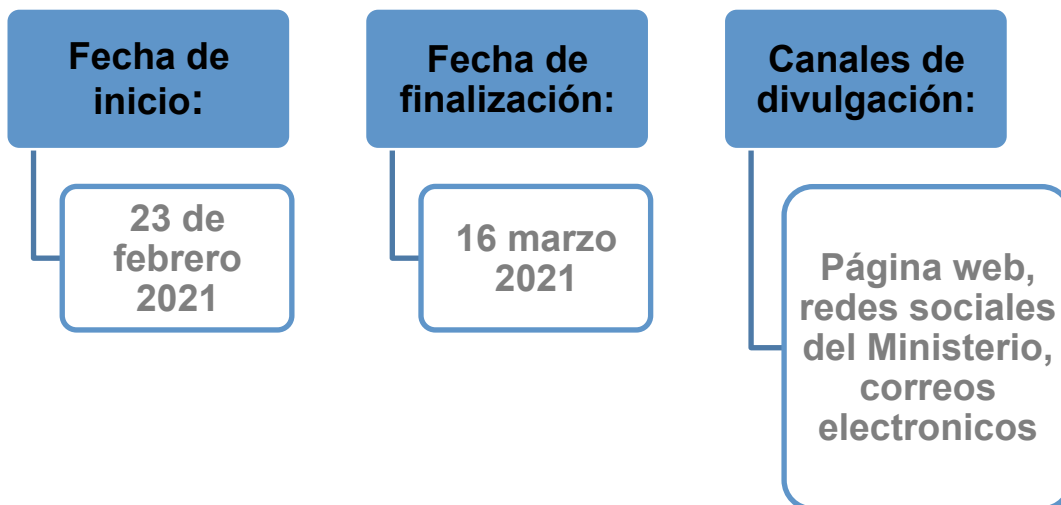 Fecha de
inicio:
23 de
febrero
2021
Fecha de
finalización:
16 marzo
2021
Canales de
divulgación:
Página web,
redes sociales
del Ministerio,
correos
electronicos